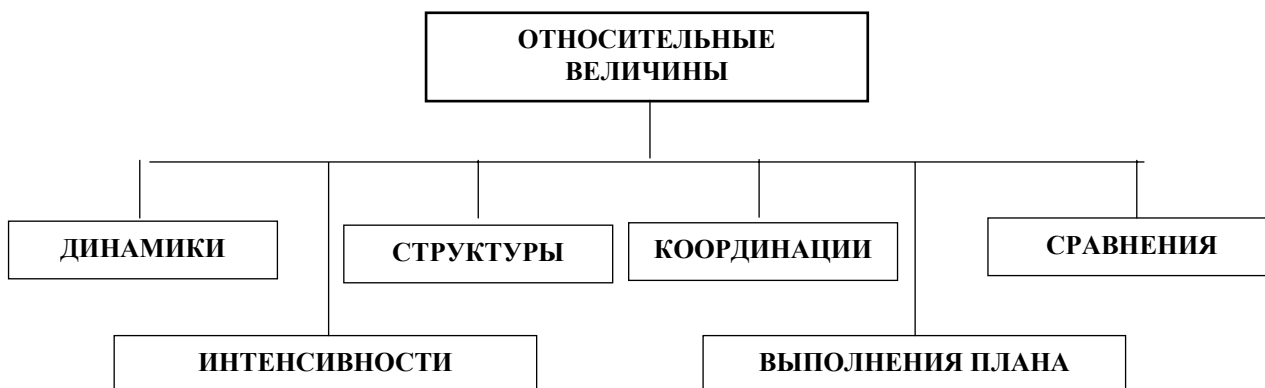 ОТНОСИТЕЛЬНЫЕ
ВЕЛИЧИНЫ
ДИНАМИКИ
СТРУКТУРЫ
КООРДИНАЦИИ
СРАВНЕНИЯ
ИНТЕНСИВНОСТИ
ВЫПОЛНЕНИЯ ПЛАНА